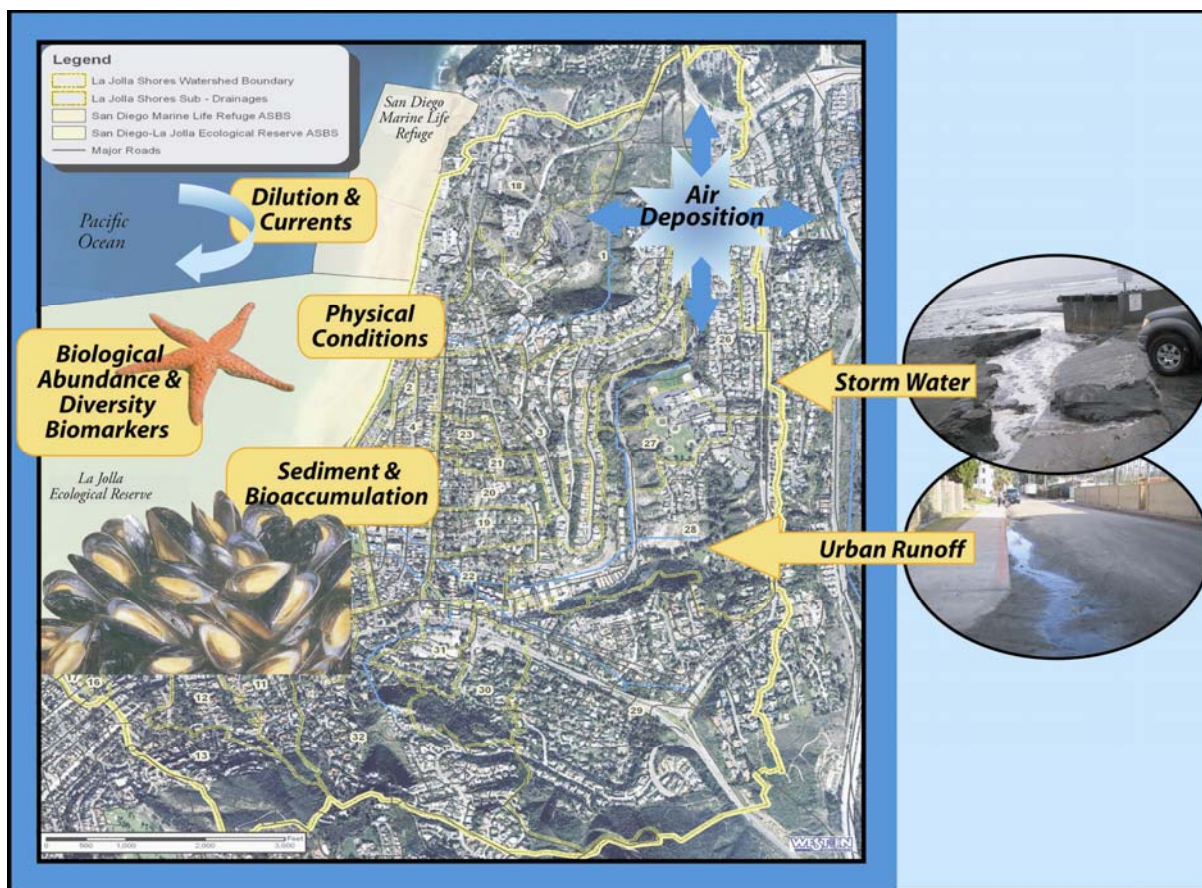 Legend
La Jolla Shores Watershed Boundary
La Jolla Shores Sub - Drainages
San Diego Marine Life Refuge ASBS
San Diego-La Jolla Ecological Reserve ASBS
Major Roads
San Diego
Marine Life
Refuge
Dilution &
Currents
Pacific
Ocean
Air
Deposition
18
1
Physical
Conditions
Biological
Abundance &
Diversity
Biomarkers
26
2
Storm Water
4
23
3
27
21
Sediment &
Bioaccumulation
La Jolla
Ecological Reserve
20
19
28
Urban Runoff
22
31
16
11
12
30
29
32
13
Feet
0 500 1,000 2,000 3,000
WESTON